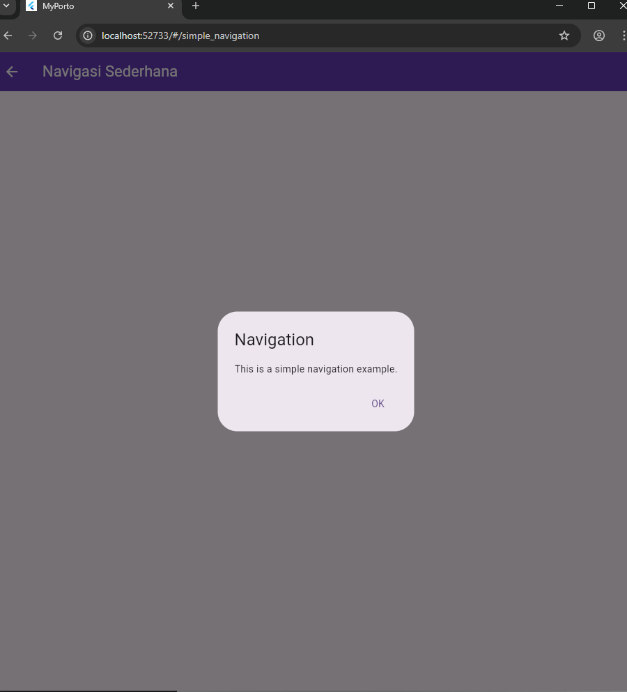 MyPorto
localhost:52733/#/simple_navigation
Navigasi Sederhana
Navigation
This is a simple navigation example.
OK